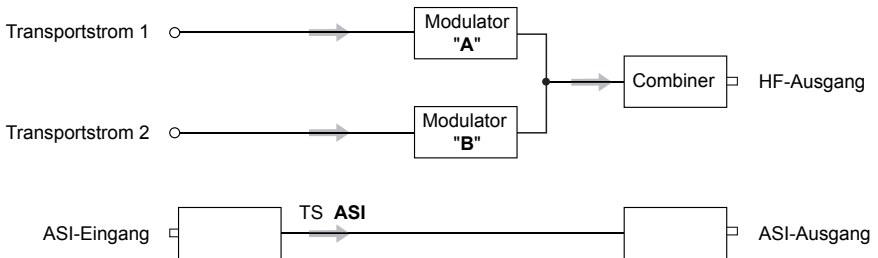 Transportstrom 1
Modulator
"A"
Combiner
HF-Ausgang
Transportstrom 2
Modulator
"B"
TS ASI
ASI-Eingang
ASI-Ausgang